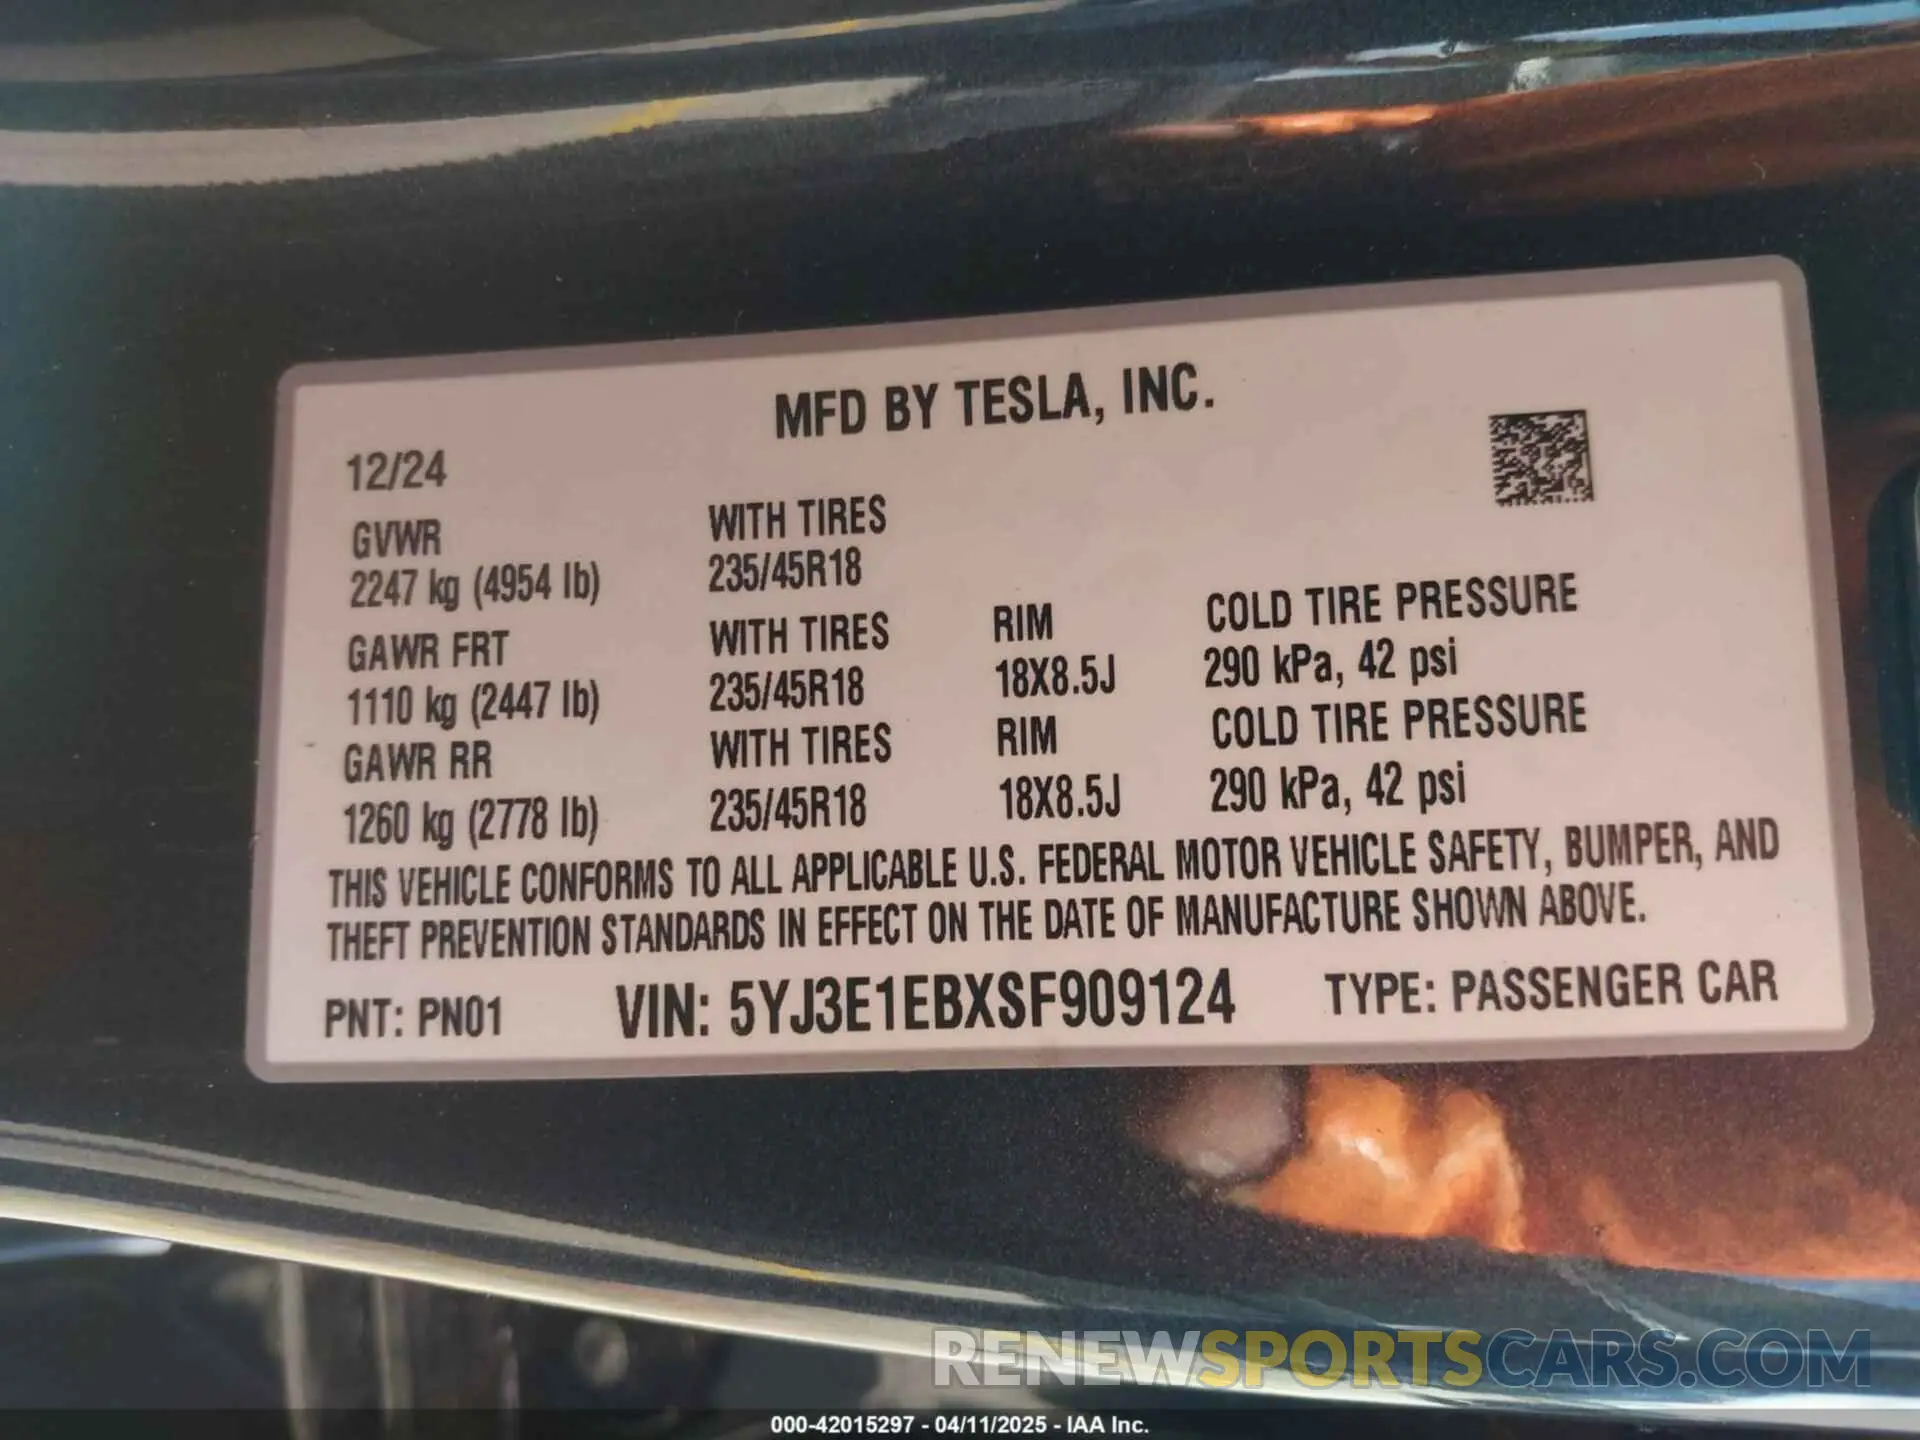 MFD BY TESLA, INC.
12/24
GVWR WITH TIRES
2247 kg (4954 lb) 235/45R18
GAWR FRT WITH TIRES RIM COLD TIRE PRESSURE
1110 kg (2447 lb) 235/45R18 18X8.5J 290 kPa, 42 psi
GAWR RR WITH TIRES RIM COLD TIRE PRESSURE
1260 kg (2778 lb) 235/45R18 18X8.5J 290 kPa, 42 psi
THIS VEHICLE CONFORMS TO ALL APPLICABLE U.S. FEDERAL MOTOR VEHICLE SAFETY, BUMPER, AND
THEFT PREVENTION STANDARDS IN EFFECT ON THE DATE OF MANUFACTURE SHOWN ABOVE.
PNT: PN01 VIN: 5YJ3E1EBXSF909124 TYPE: PASSENGER CAR
RENEWSPORTSCARS.COM
000-42015297 - 04/11/2025 - IAA Inc.